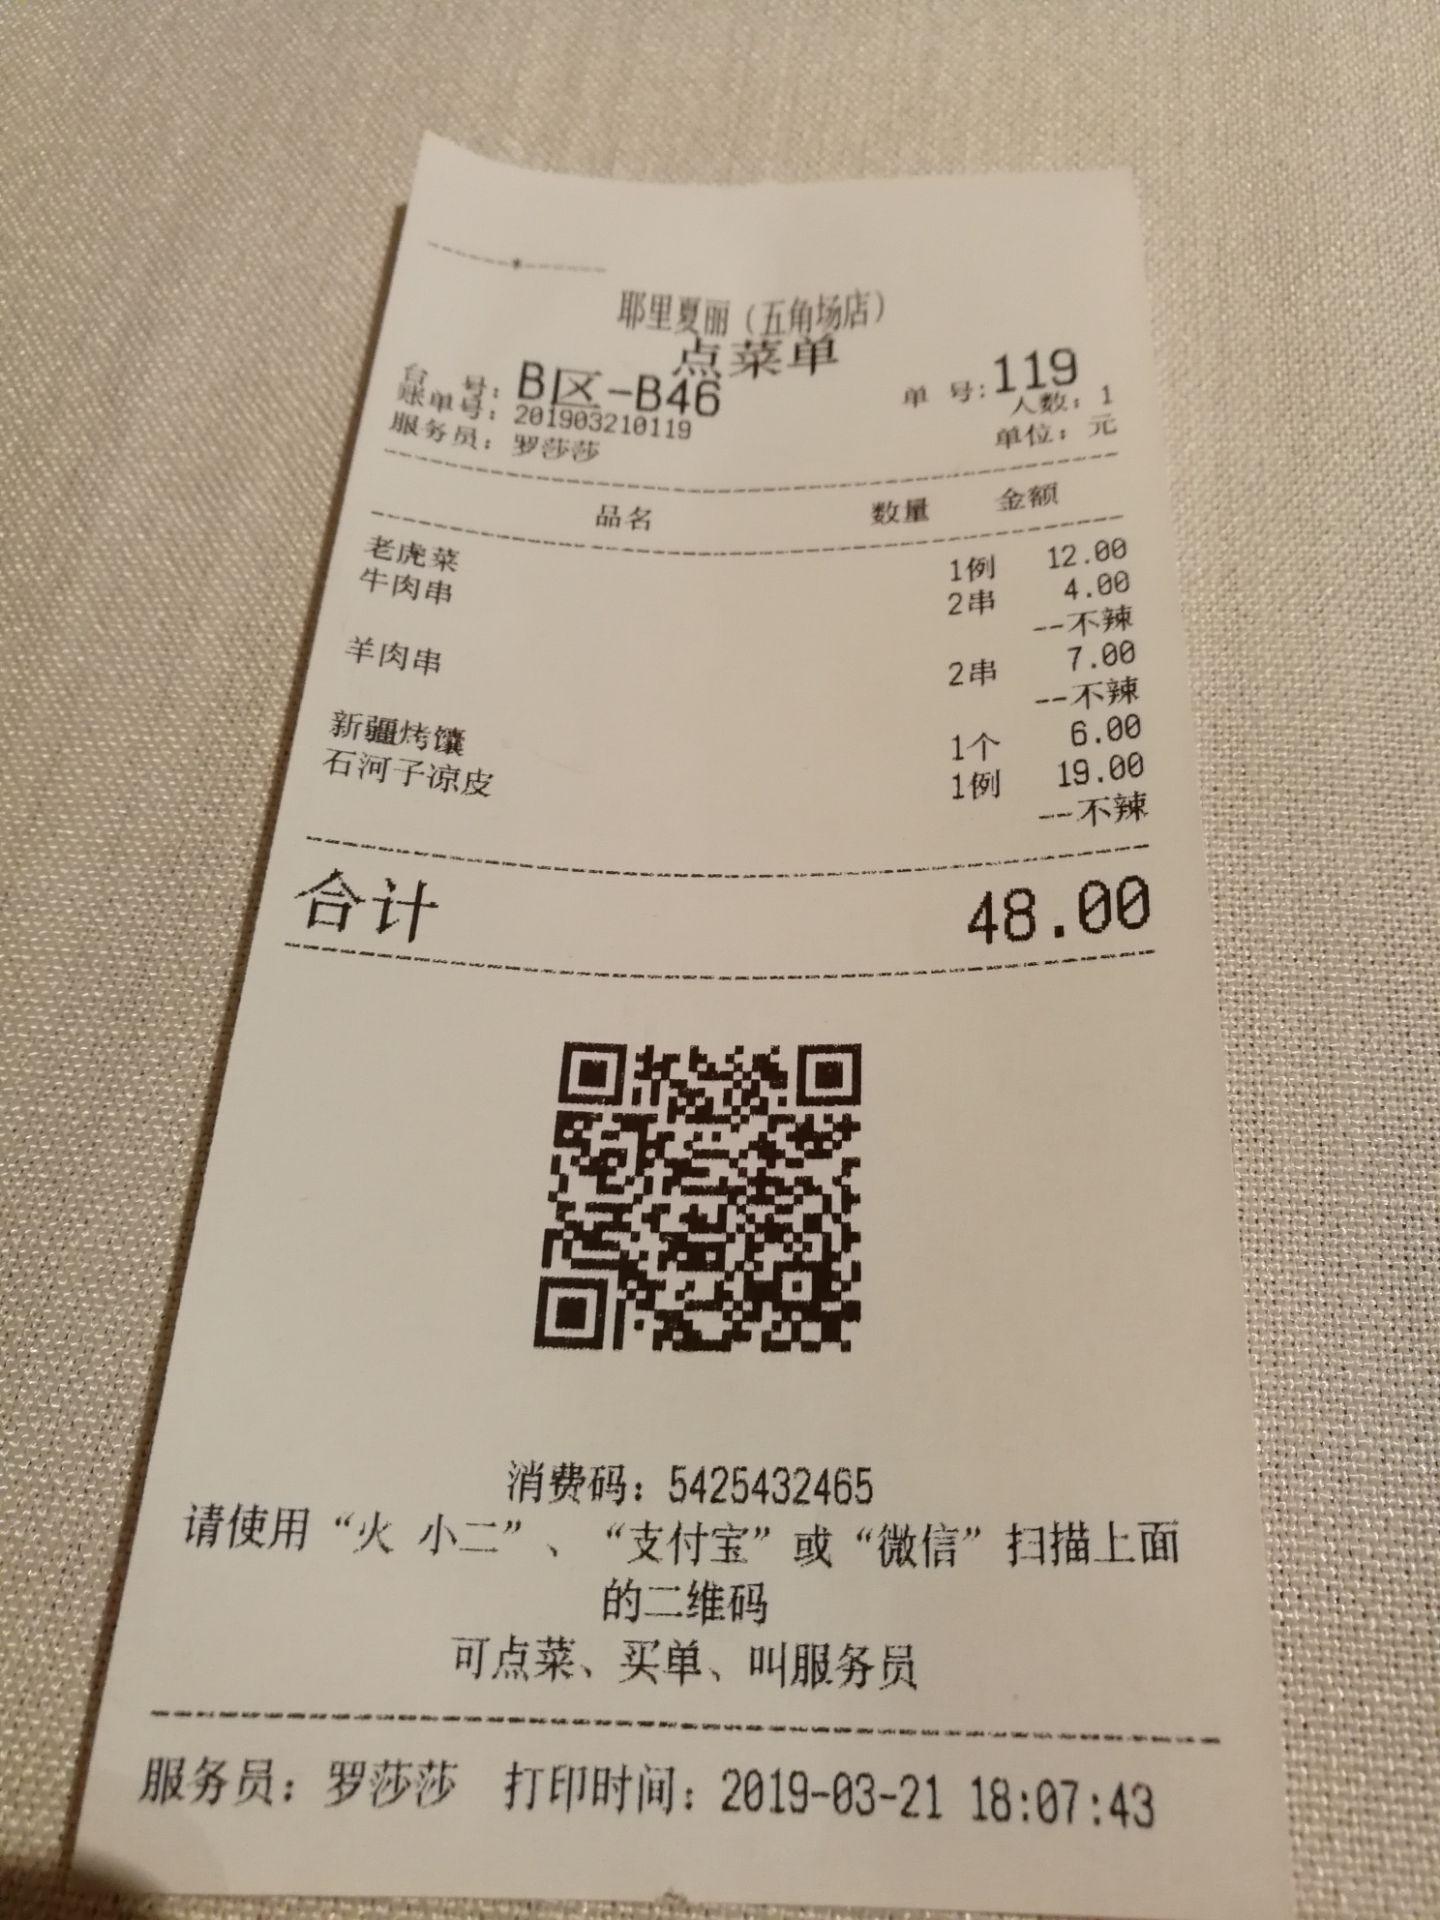 耶里夏丽（五角场店）
点菜单
台 号：B区-B46 单 号：119
账单号：201903210119 人数：1
服务员：罗莎莎 单位：元
品名 数量 金额
老虎菜 1例 12.00
牛肉串 2串 4.00
--不辣
羊肉串 2串 7.00
--不辣
新疆烤馕 1个 6.00
石河子凉皮 1例 19.00
--不辣
合计 48.00
消费码：5425432465
请使用“火 小二”、“支付宝”或“微信”扫描上面
的二维码
可点菜、买单、叫服务员
服务员：罗莎莎 打印时间：2019-03-21 18:07:43